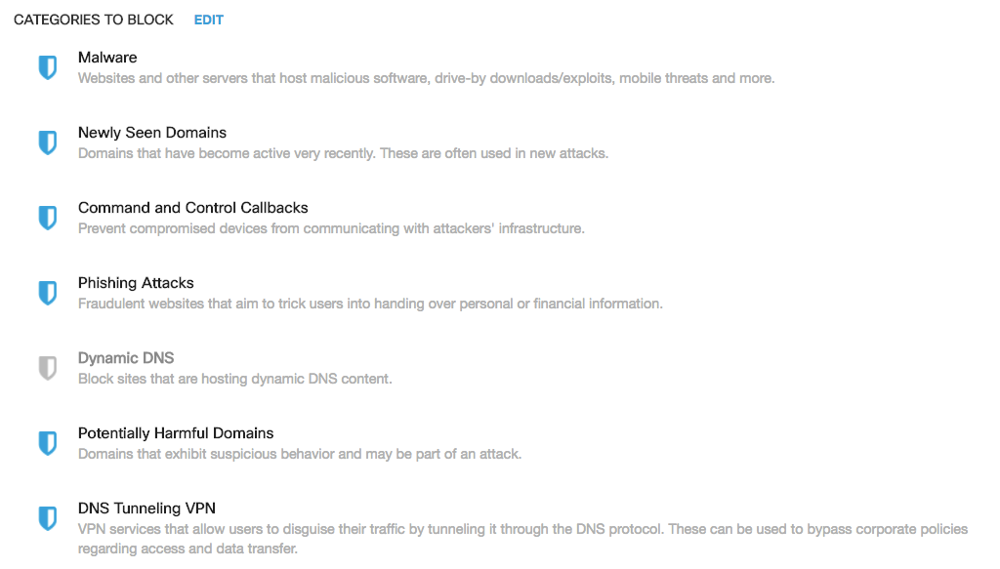 CATEGORIES TO BLOCK EDIT
Malware
Websites and other servers that host malicious software, drive-by downloads/exploits, mobile threats and more.
Newly Seen Domains
Domains that have become active very recently. These are often used in new attacks.
Command and Control Callbacks
Prevent compromised devices from communicating with attackers' infrastructure.
Phishing Attacks
Fraudulent websites that aim to trick users into handing over personal or financial information.
Dynamic DNS
Block sites that are hosting dynamic DNS content.
Potentially Harmful Domains
Domains that exhibit suspicious behavior and may be part of an attack.
DNS Tunneling VPN
VPN services that allow users to disguise their traffic by tunneling it through the DNS protocol. These can be used to bypass corporate policies
regarding access and data transfer.